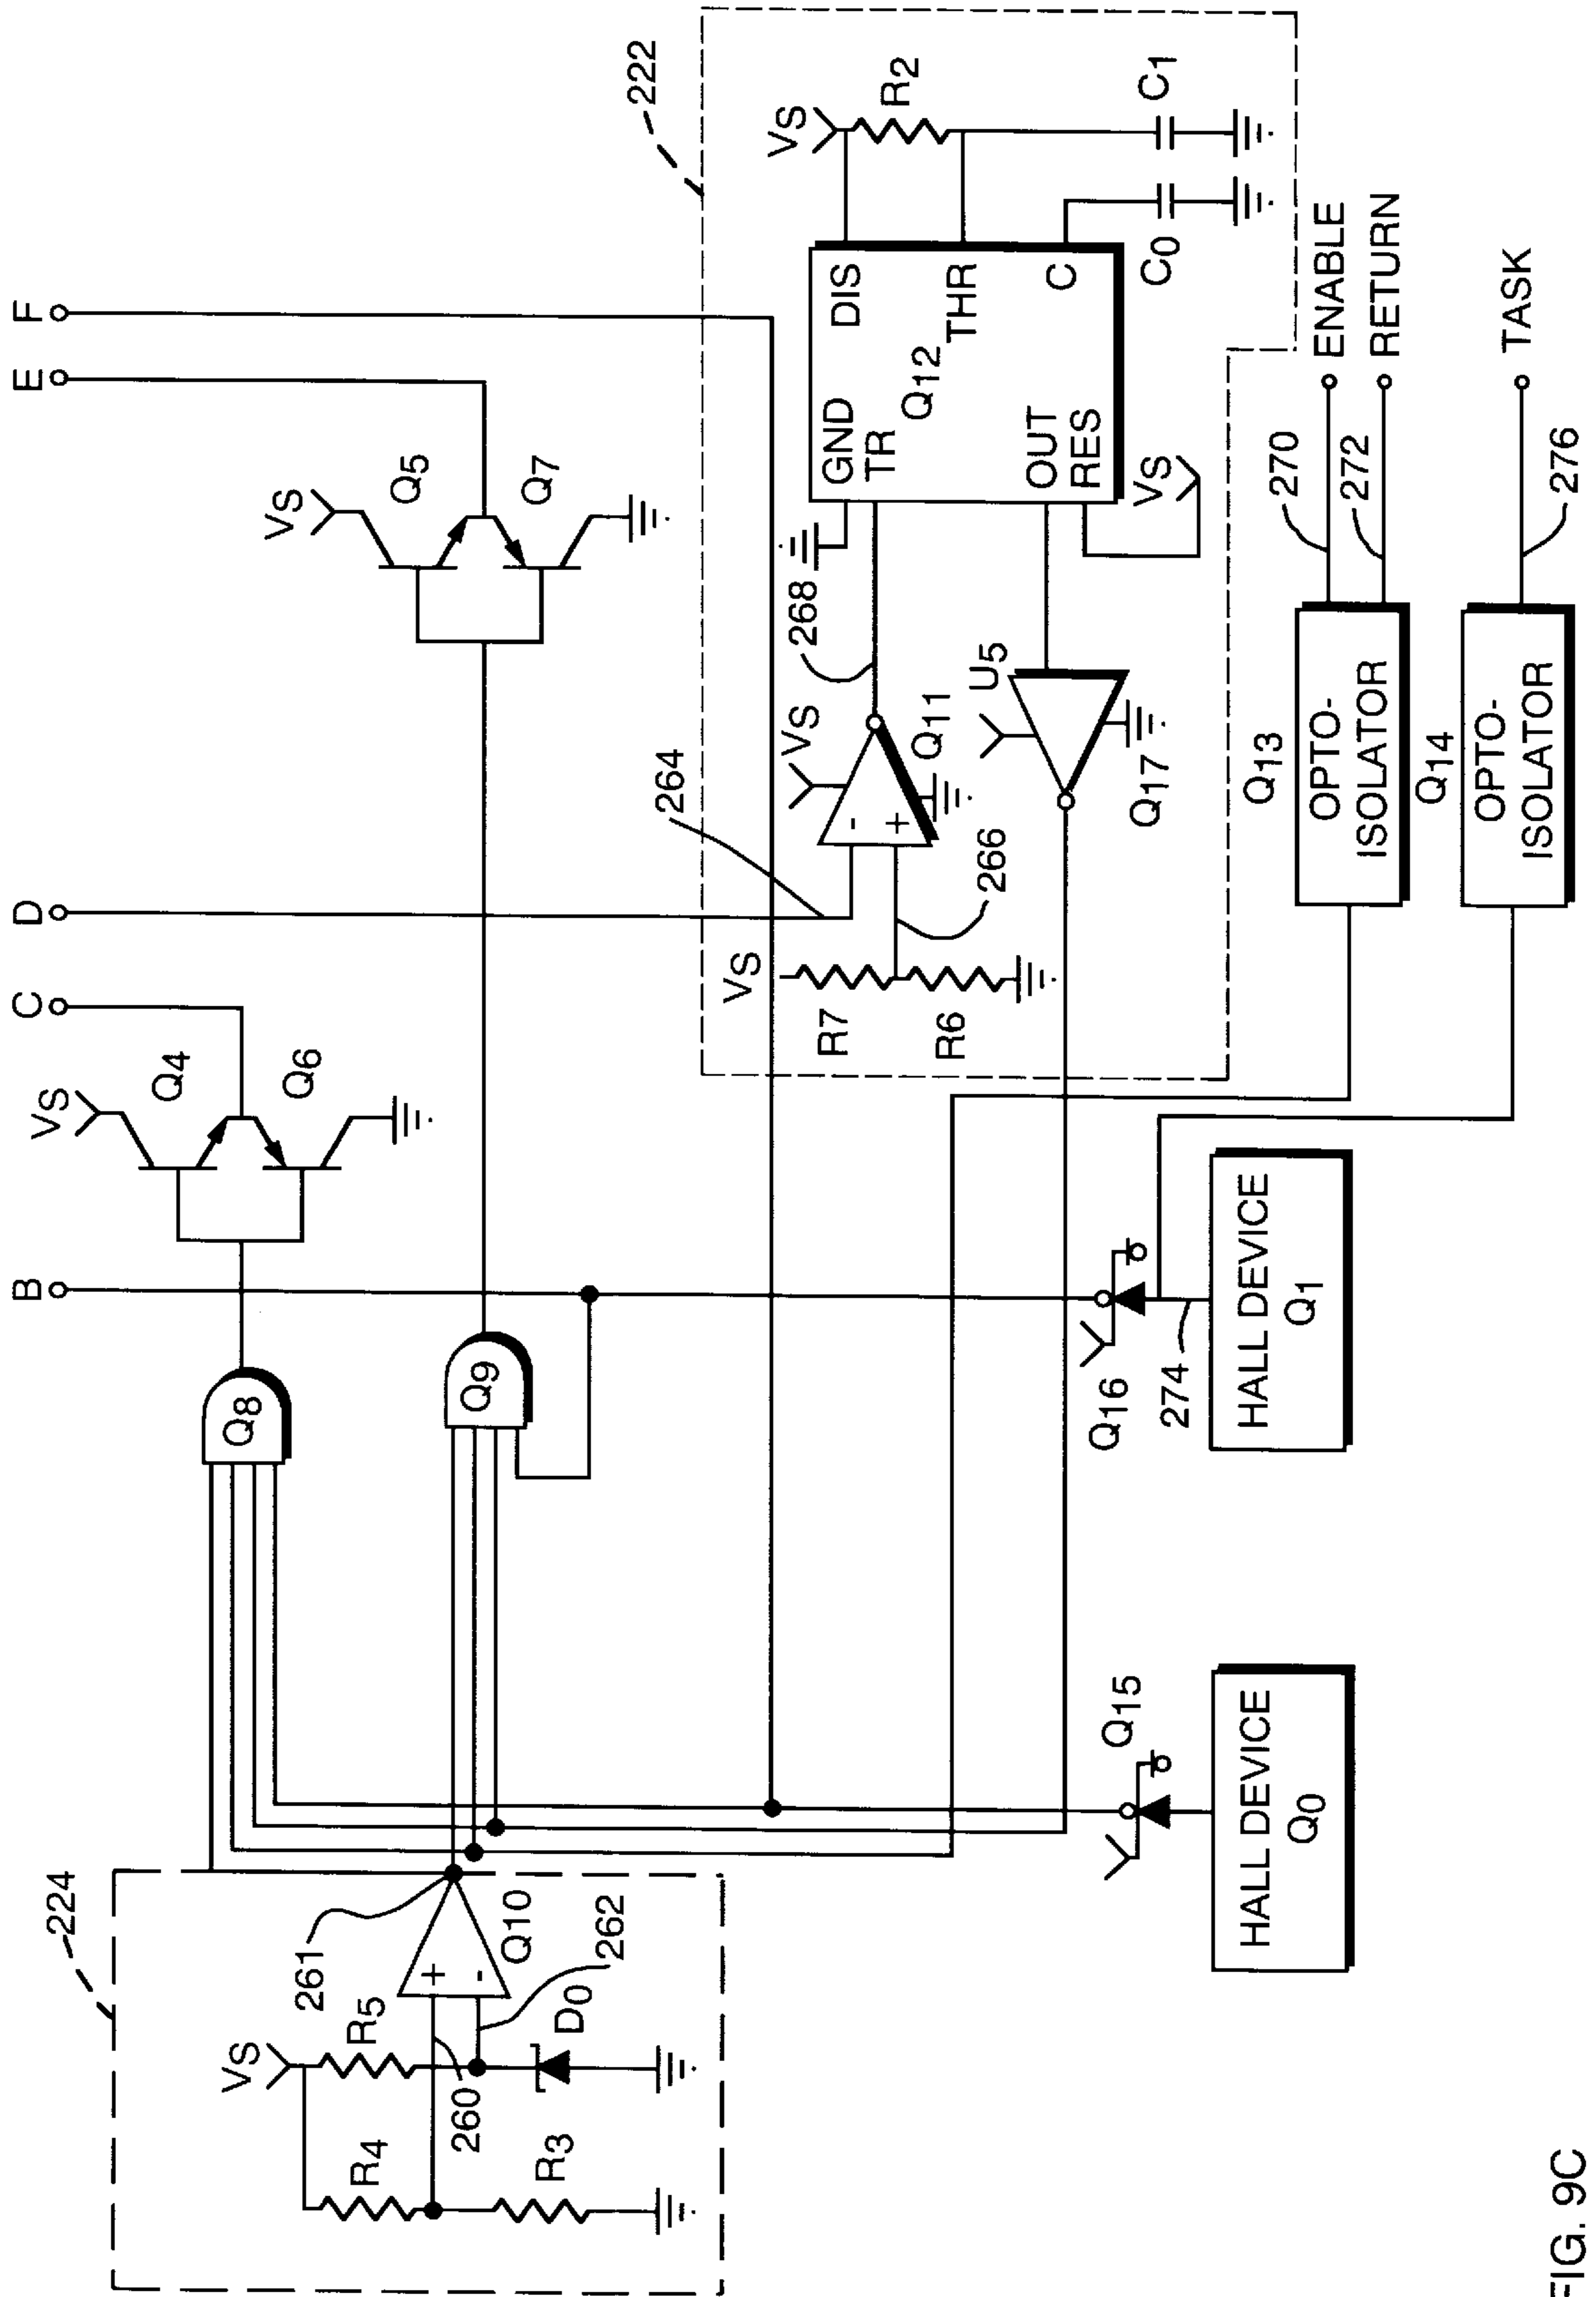 B
C
D
E
F
224
VS
R4
R5
R3
260
262
D0
+
-
Q10
261
Q8
Q9
VS
Q4
Q6
VS
Q5
Q7
222
VS
R7
R6
264
266
-
+
VS
Q11
268
GND
TR
DIS
Q12
THR
C
OUT
RES
VS
VS
R2
C0
C1
U5
Q17
Q15
HALL DEVICE
Q0
Q16
274
HALL DEVICE
Q1
Q13
OPTO-
ISOLATOR
270
272
ENABLE
RETURN
Q14
OPTO-
ISOLATOR
276
TASK
FIG. 9C